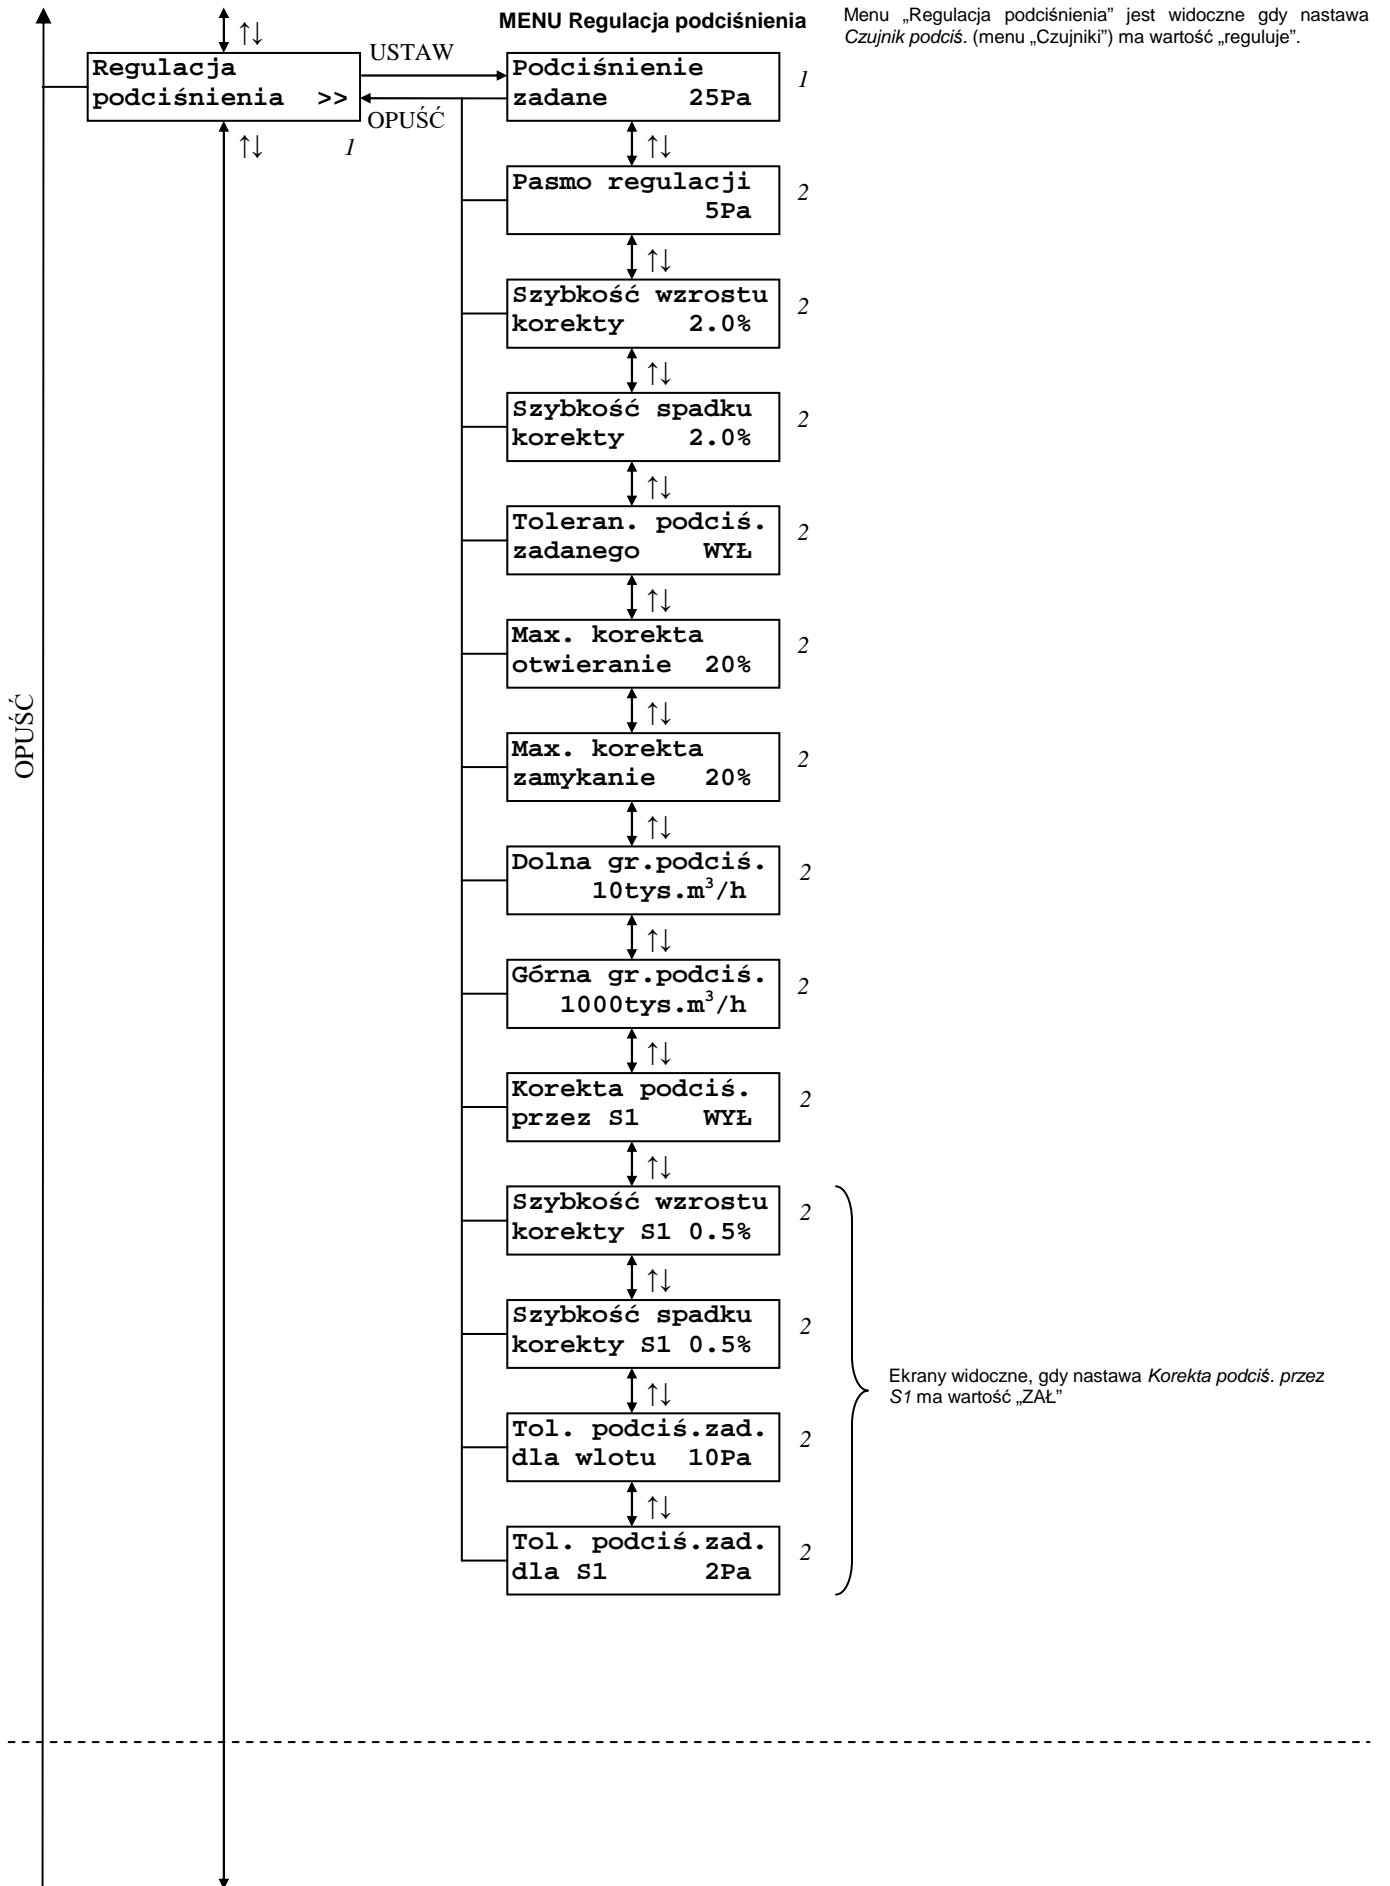 MENU Regulacja podciśnienia
Menu „Regulacja podciśnienia” jest widoczne gdy nastawa
Czujnik podciś. (menu „Czujniki”) ma wartość „reguluje”.
↑↓
Regulacja
podciśnienia >>
USTAW
OPUŚĆ
↑↓
1
Podciśnienie
zadane 25Pa
1
↑↓
Pasmo regulacji
5Pa
2
↑↓
Szybkość wzrostu
korekty 2.0%
2
↑↓
Szybkość spadku
korekty 2.0%
2
↑↓
Toleran. podciś.
zadanego WYŁ
2
↑↓
Max. korekta
otwieranie 20%
2
↑↓
OPUŚĆ
Max. korekta
zamykanie 20%
2
↑↓
Dolna gr.podciś.
10tys.m³/h
2
↑↓
Górna gr.podciś.
1000tys.m³/h
2
↑↓
Korekta podciś.
przez S1 WYŁ
2
↑↓
Szybkość wzrostu
korekty S1 0.5%
2
↑↓
Szybkość spadku
korekty S1 0.5%
2
↑↓
Ekrany widoczne, gdy nastawa Korekta podciś. przez
S1 ma wartość „ZAŁ”
Tol. podciś.zad.
dla wlotu 10Pa
2
↑↓
Tol. podciś.zad.
dla S1 2Pa
2